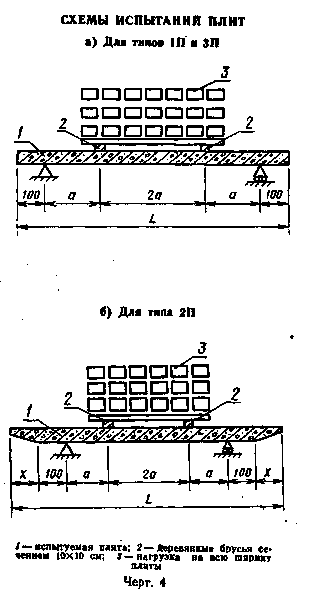 СХЕМЫ ИСПЫТАНИЙ ПЛИТ
а) Для типов 1П и 3П
3
2
2
1
100
a
2a
a
100
L
б) Для типа 2П
3
2
2
1
x
100
a
2a
a
100
x
L
1 — испытуемая плита; 2 — деревянные брусья се-
чением 10×10 см; 3 — нагрузка на всю ширину
плиты
Черт. 4